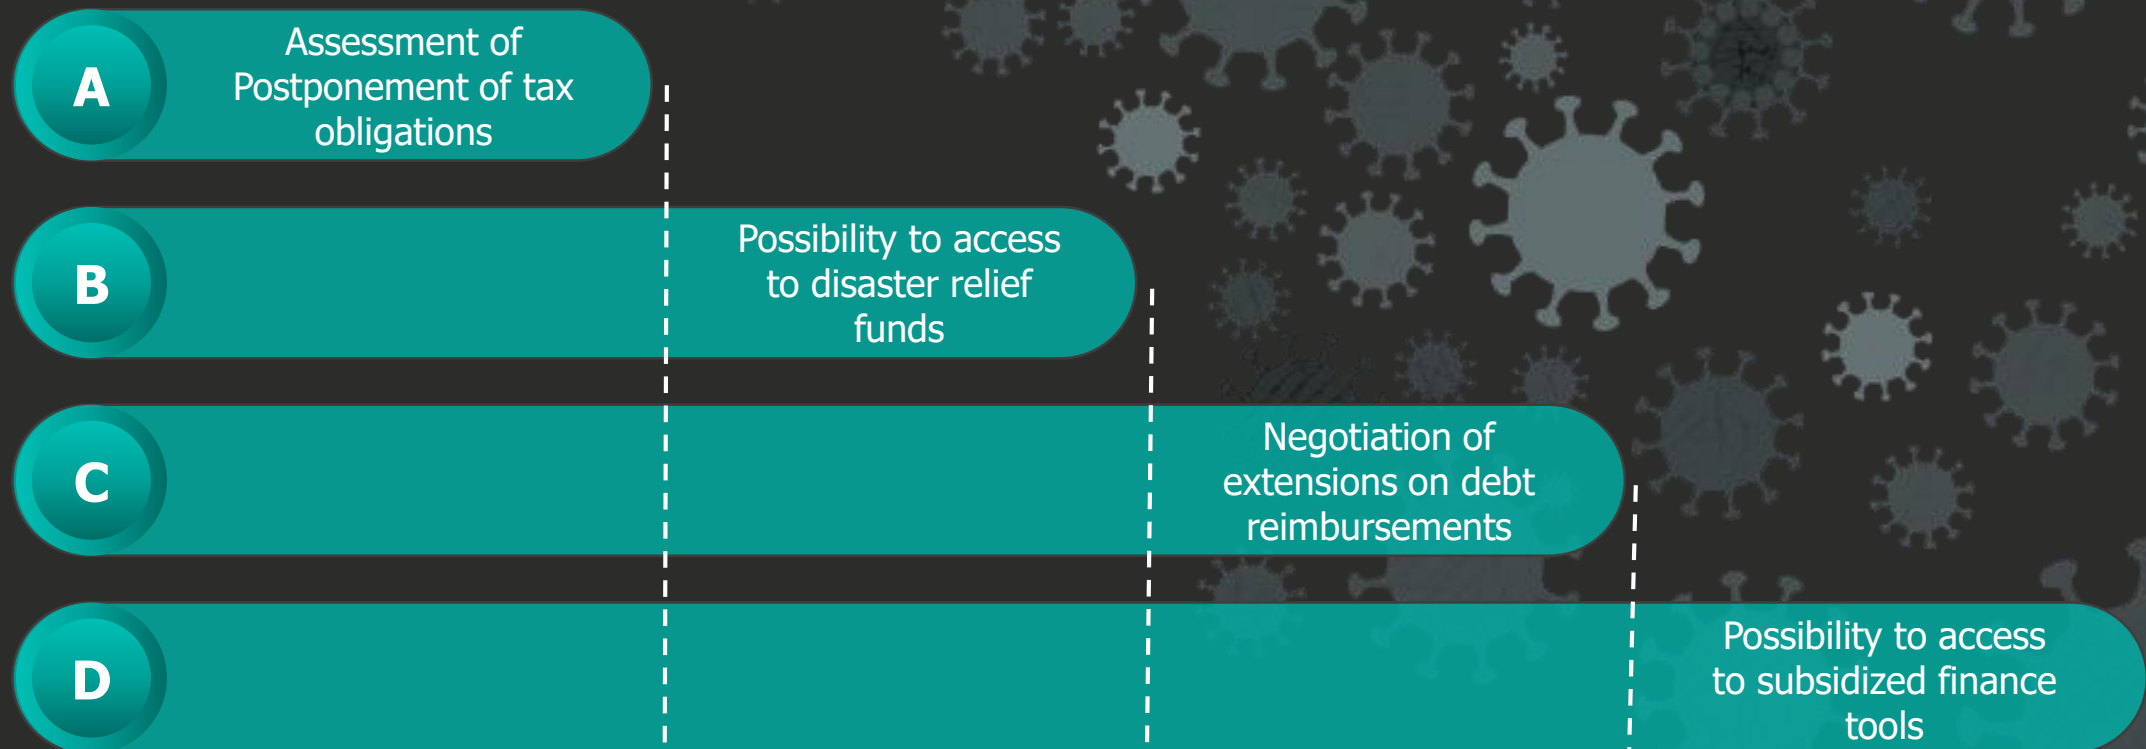 A
Assessment of
Postponement of tax
obligations
B
Possibility to access
to disaster relief
funds
C
Negotiation of
extensions on debt
reimbursements
D
Possibility to access
to subsidized finance
tools